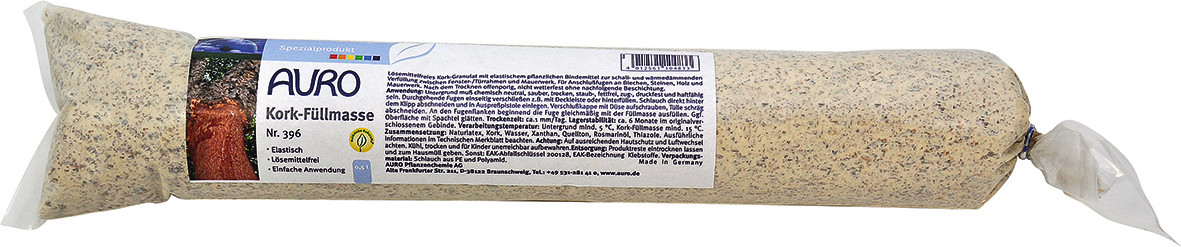 Spezialprodukt
AURO
Kork-Füllmasse
Nr. 396
• Elastisch
• Lösemittelfrei
• Einfache Anwendung
0,5 l
4 012561 104833
Lösemittelfreies Kork-Granulat mit elastischem pflanzlichen Bindemittel zur schall- und wärmedämmenden
Verfüllung zwischen Fenster-/Türrahmen und Mauerwerk. Für Anschlußfugen an Blechen, Steinen, Holz und
Mauerwerk. Nach dem Trocknen offenporig, nicht wetterfest ohne nachfolgende Beschichtung.
Anwendung: Untergrund muß chemisch neutral, sauber, trocken, staub-, fettfrei, zug-, druckfest und haftfähig
sein. Durchgehende Fugen einseitig verschließen z.B. mit Deckleiste oder hinterfüllen. Schlauch direkt hinter
dem Klipp abschneiden und in Auspreßpistole einlegen. Verschlußkappe mit Düse aufschrauben, Tülle schräg
abschneiden. An den Fugenflanken beginnend die Fuge gleichmäßig mit der Füllmasse ausfüllen. Ggf.
Oberfläche mit Spachtel glätten. Trockenzeit: ca.1 mm/Tag. Lagerstabilität: ca. 6 Monate im originalver-
schlossenem Gebinde. Verarbeitungstemperatur: Untergrund mind. 5 °C, Kork-Füllmasse mind. 15 °C.
Zusammensetzung: Naturlatex, Kork, Wasser, Xanthan, Quellton, Rosmarinöl, Thiazole. Ausführliche
Informationen im Technischen Merkblatt beachten. Achtung: Auf ausreichenden Hautschutz und Luftwechsel
achten. Kühl, trocken und für Kinder unerreichbar aufbewahren. Entsorgung: Produktreste eintrocknen lassen
und zum Hausmüll geben. Sonst: EAK-Abfallschlüssel 200128, EAK-Bezeichnung Klebstoffe. Verpackungs-
material: Schlauch aus PE und Polyamid.
Made in Germany
AURO Pflanzenchemie AG
Alte Frankfurter Str. 211, D-38122 Braunschweig, Tel.: +49 531-281 41 0, www.auro.de